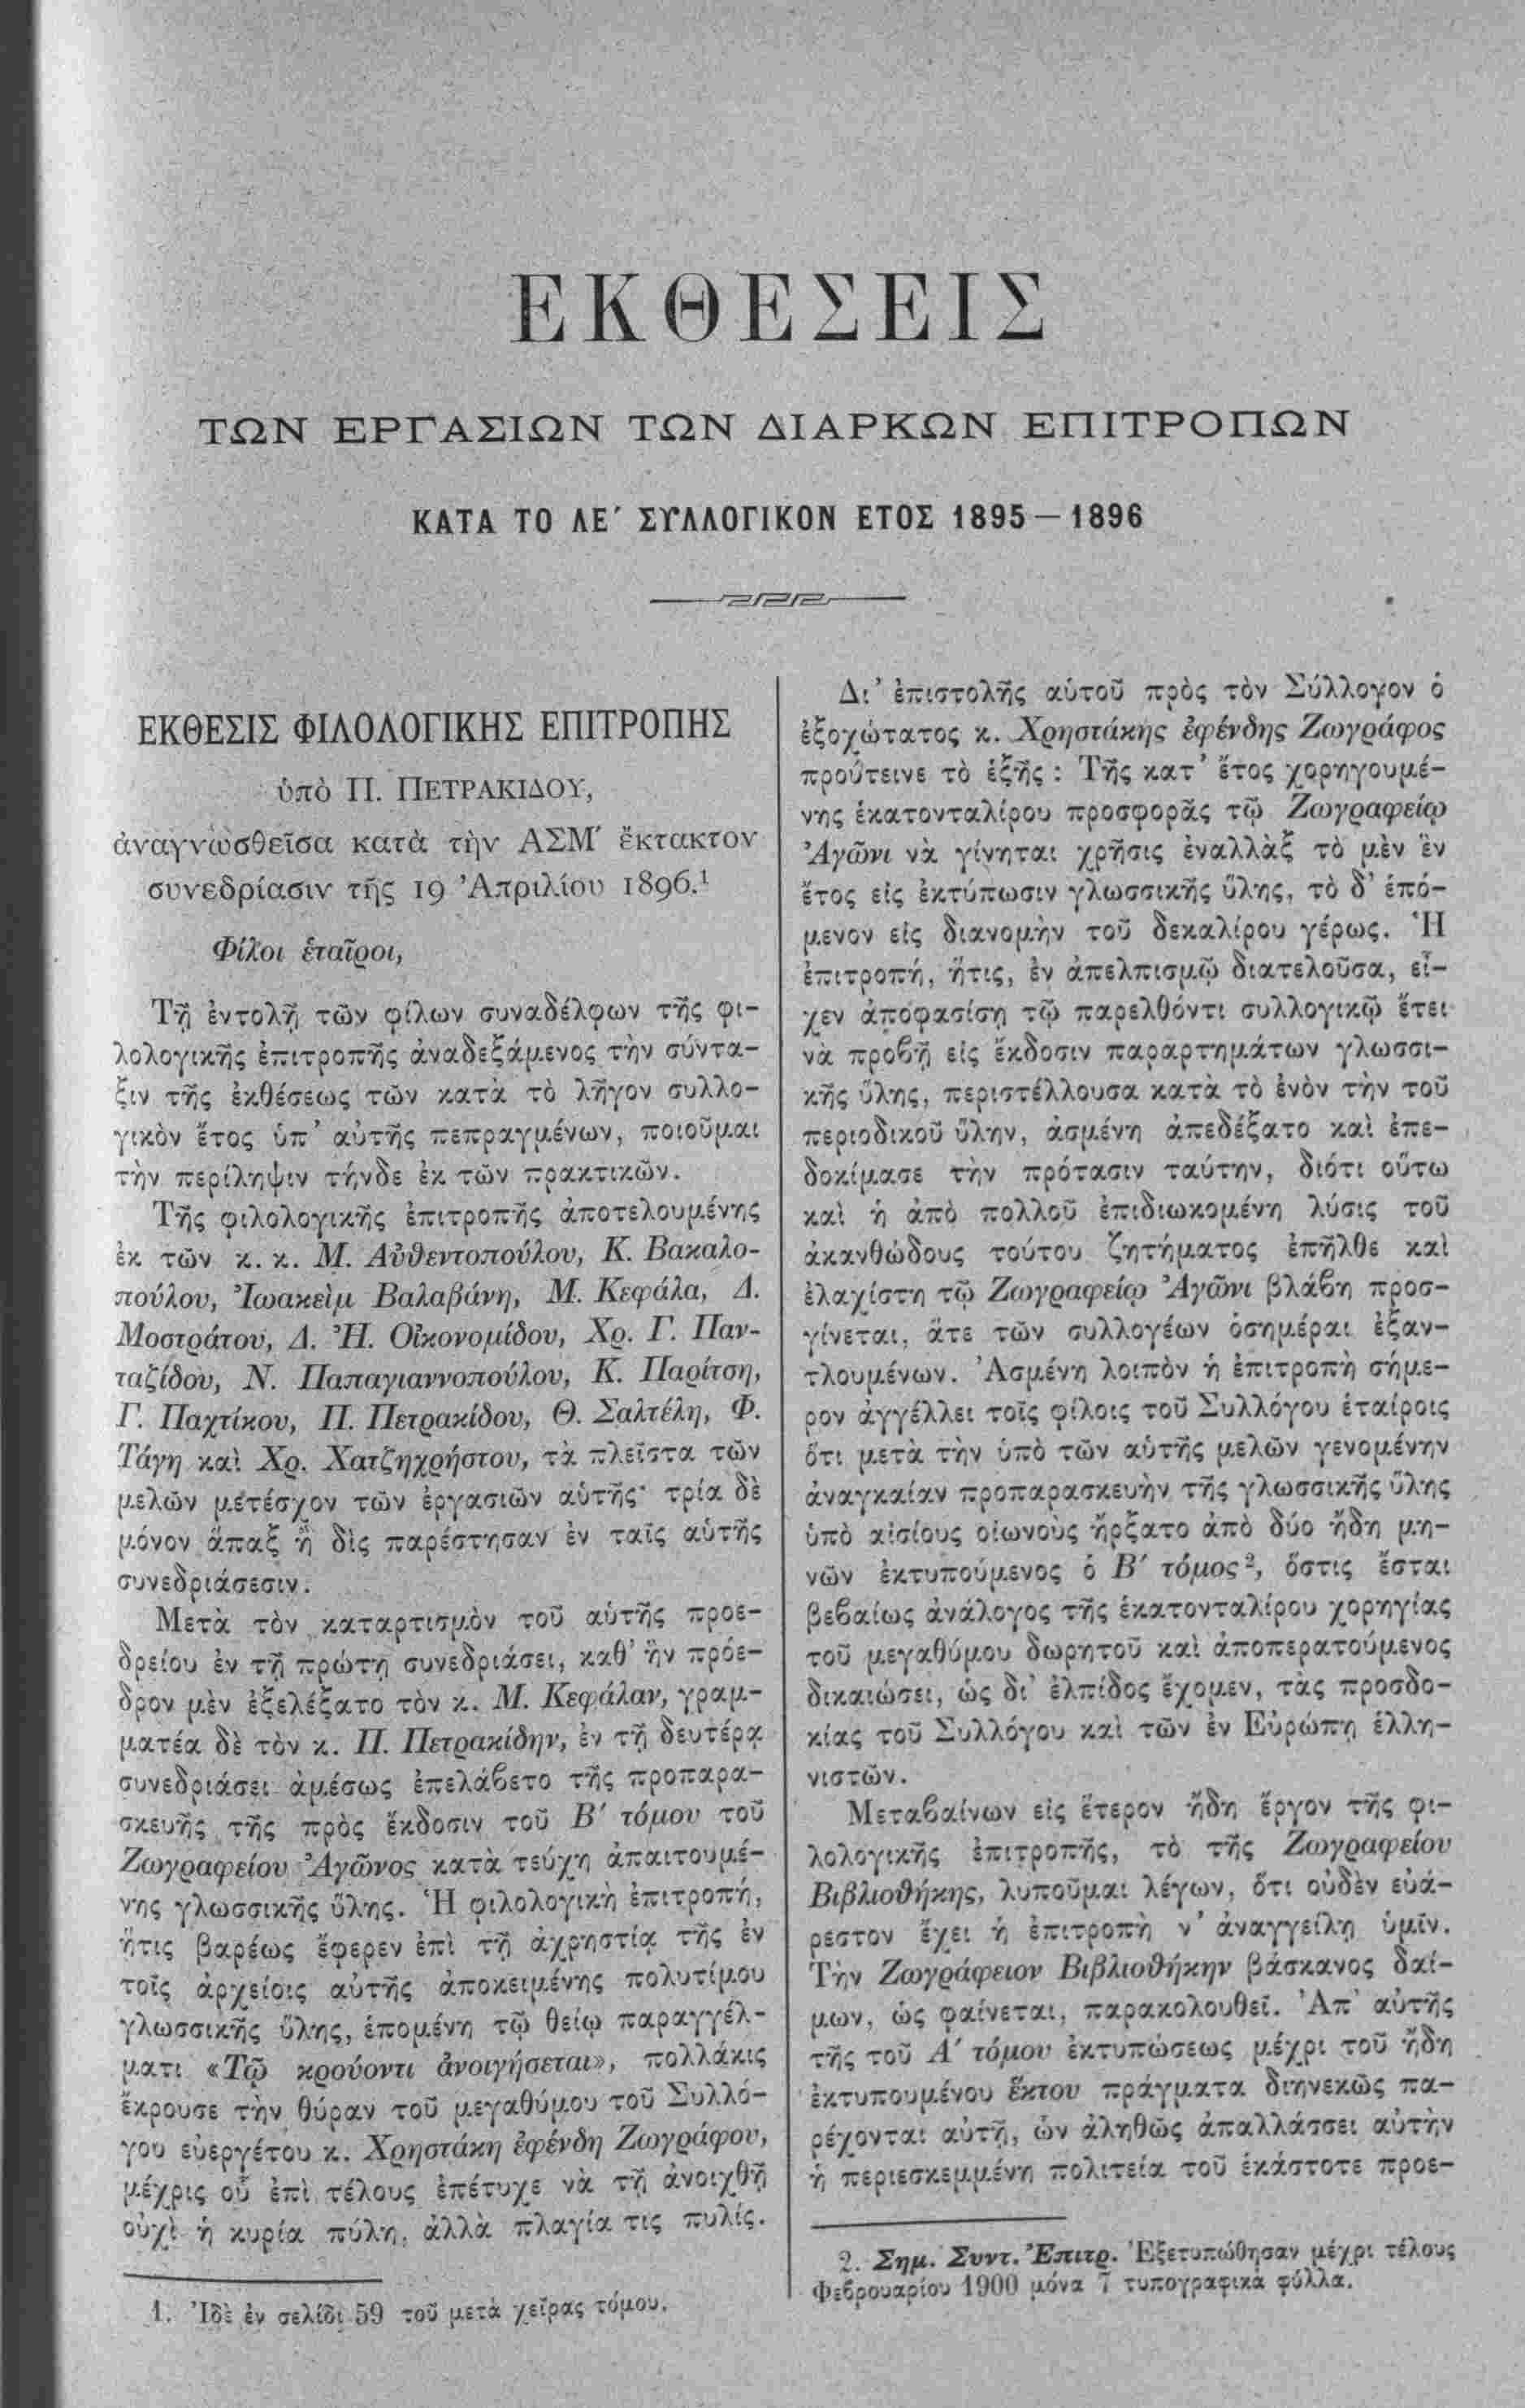 ΕΚΘΕΣΕΙΣ
ΤΩΝ ΕΡΓΑΣΙΩΝ ΤΩΝ ΔΙΑΡΚΩΝ ΕΠΙΤΡΟΠΩΝ
ΚΑΤΑ ΤΟ ΛΕ΄ ΣΥΛΛΟΓΙΚΟΝ ΕΤΟΣ 1895 — 1896
ΕΚΘΕΣΙΣ ΦΙΛΟΛΟΓΙΚΗΣ ΕΠΙΤΡΟΠΗΣ
ὑπὸ Π. ΠΕΤΡΑΚΙΔΟΥ,
ἀναγνωσθεῖσα κατὰ τὴν ΑΣΜ΄ ἔκτακτον
συνεδρίασιν τῆς 19 Ἀπριλίου 1896.¹
Φίλοι ἑταῖροι,
Τῇ ἐντολῇ τῶν φίλων συναδέλφων τῆς φι-
λολογικῆς ἐπιτροπῆς ἀναδεξάμενος τὴν σύντα-
ξιν τῆς ἐκθέσεως τῶν κατὰ τὸ λῆγον συλλο-
γικὸν ἔτος ὑπ’ αὐτῆς πεπραγμένων, ποιοῦμαι
τὴν περίληψιν τήνδε ἐκ τῶν πρακτικῶν.
Τῆς φιλολογικῆς ἐπιτροπῆς ἀποτελουμένης
ἐκ τῶν κ. κ. Μ. Αὐθεντοπούλου, Κ. Βακαλο-
πούλου, Ἰωακεὶμ Βαλαβάνη, Μ. Κεφάλα, Δ.
Μοστράτου, Δ. Ἠ. Οἰκονομίδου, Χρ. Γ. Παν-
ταζίδου, Ν. Παπαγιαννοπούλου, Κ. Παρίτση,
Γ. Παχτίκου, Π. Πετρακίδου, Θ. Σαλτέλη, Φ.
Τάγη καὶ Χρ. Χατζηχρήστου, τὰ πλεῖστα τῶν
μελῶν μετέσχον τῶν ἐργασιῶν αὑτῆς· τρία δὲ
μόνον ἅπαξ ἢ δὶς παρέστησαν ἐν ταῖς αὑτῆς
συνεδριάσεσιν.
Μετὰ τὸν καταρτισμὸν τοῦ αὑτῆς προε-
δρείου ἐν τῇ πρώτῃ συνεδριάσει, καθ’ ἣν πρόε-
δρον μὲν ἐξελέξατο τὸν κ. Μ. Κεφάλαν, γραμ-
ματέα δὲ τὸν κ. Π. Πετρακίδην, ἐν τῇ δευτέρᾳ
συνεδριάσει ἀμέσως ἐπελάβετο τῆς προπαρα-
σκευῆς τῆς πρὸς ἔκδοσιν τοῦ Β΄ τόμου τοῦ
Ζωγραφείου Ἀγῶνος κατὰ τεύχη ἀπαιτουμέ-
νης γλωσσικῆς ὕλης. Ἡ φιλολογικὴ ἐπιτροπή,
ἥτις βαρέως ἔφερεν ἐπὶ τῇ ἀχρηστίᾳ τῆς ἐν
τοῖς ἀρχείοις αὐτῆς ἀποκειμένης πολυτίμου
γλωσσικῆς ὕλης, ἑπομένη τῷ θείῳ παραγγέλ-
ματι «Τῷ κρούοντι ἀνοιγήσεται», πολλάκις
ἔκρουσε τὴν θύραν τοῦ μεγαθύμου τοῦ Συλλό-
γου εὐεργέτου κ. Χρηστάκη ἐφένδη Ζωγράφου,
μέχρις οὗ ἐπὶ τέλους ἐπέτυχε νὰ τῇ ἀνοιχθῇ
οὐχὶ ἡ κυρία πύλη, ἀλλὰ πλαγία τις πυλίς.
1. Ἰδὲ ἐν σελίδι 59 τοῦ μετὰ χεῖρας τόμου.
Δι’ ἐπιστολῆς αὑτοῦ πρὸς τὸν Σύλλογον ὁ
ἐξοχώτατος κ. Χρηστάκης ἐφένδης Ζωγράφος
προὔτεινε τὸ ἑξῆς : Τῆς κατ’ ἔτος χορηγουμέ-
νης ἑκατονταλίρου προσφορᾶς τῷ Ζωγραφείῳ
Ἀγῶνι νὰ γίνηται χρῆσις ἐναλλὰξ τὸ μὲν ἓν
ἔτος εἰς ἐκτύπωσιν γλωσσικῆς ὕλης, τὸ δ’ ἑπό-
μενον εἰς διανομὴν τοῦ δεκαλίρου γέρως. Ἡ
ἐπιτροπή, ἥτις, ἐν ἀπελπισμῷ διατελοῦσα, εἶ-
χεν ἀποφασίσῃ τῷ παρελθόντι συλλογικῷ ἔτει
νὰ προβῇ εἰς ἔκδοσιν παραρτημάτων γλωσσι-
κῆς ὕλης, περιστέλλουσα κατὰ τὸ ἐνὸν τὴν τοῦ
περιοδικοῦ ὕλην, ἀσμένη ἀπεδέξατο καὶ ἐπε-
δοκίμασε τὴν πρότασιν ταύτην, διότι οὕτω
καὶ ἡ ἀπὸ πολλοῦ ἐπιδιωκομένη λύσις τοῦ
ἀκανθώδους τούτου ζητήματος ἐπῆλθε καὶ
ἐλαχίστη τῷ Ζωγραφείῳ Ἀγῶνι βλάβη προσ-
γίνεται, ἅτε τῶν συλλογέων ὁσημέραι ἐξαν-
τλουμένων. Ἀσμένη λοιπὸν ἡ ἐπιτροπὴ σήμε-
ρον ἀγγέλλει τοῖς φίλοις τοῦ Συλλόγου ἑταίροις
ὅτι μετὰ τὴν ὑπὸ τῶν αὑτῆς μελῶν γενομένην
ἀναγκαίαν προπαρασκευὴν τῆς γλωσσικῆς ὕλης
ὑπὸ αἰσίους οἰωνοὺς ἤρξατο ἀπὸ δύο ἤδη μη-
νῶν ἐκτυπούμενος ὁ Β΄ τόμος², ὅστις ἔσται
βεβαίως ἀνάλογος τῆς ἑκατονταλίρου χορηγίας
τοῦ μεγαθύμου δωρητοῦ καὶ ἀποπερατούμενος
δικαιώσει, ὡς δι’ ἐλπίδος ἔχομεν, τὰς προσδο-
κίας τοῦ Συλλόγου καὶ τῶν ἐν Εὐρώπῃ ἑλλη-
νιστῶν.
Μεταβαίνων εἰς ἕτερον ἤδη ἔργον τῆς φι-
λολογικῆς ἐπιτροπῆς, τὸ τῆς Ζωγραφείου
Βιβλιοθήκης, λυποῦμαι λέγων, ὅτι οὐδὲν εὐά-
ρεστον ἔχει ἡ ἐπιτροπὴ ν’ ἀναγγείλῃ ὑμῖν.
Τὴν Ζωγράφειον Βιβλιοθήκην βάσκανος δαί-
μων, ὡς φαίνεται, παρακολουθεῖ. Ἀπ’ αὐτῆς
τῆς τοῦ Α΄ τόμου ἐκτυπώσεως μέχρι τοῦ ἤδη
ἐκτυπουμένου ἕκτου πράγματα διηνεκῶς πα-
ρέχονται αὐτῇ, ὧν ἀληθῶς ἀπαλλάσσει αὐτὴν
ἡ περιεσκεμμένη πολιτεία τοῦ ἑκάστοτε προε-
2. Σημ. Συντ. Ἐπιτρ. Ἐξετυπώθησαν μέχρι τέλους
Φεβρουαρίου 1900 μόνα 7 τυπογραφικὰ φύλλα.